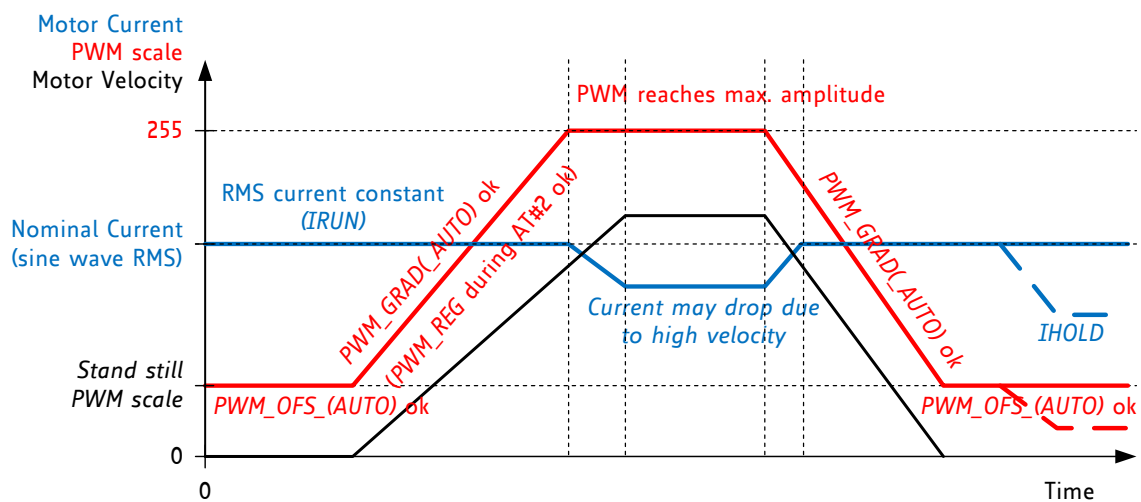 Motor Current
PWM scale
Motor Velocity
PWM reaches max. amplitude
255
RMS current constant
(IRUN)
PWM_GRAD(_AUTO) ok
(PWM_REG during AT#2 ok)
PWM_GRAD(_AUTO) ok
Nominal Current
(sine wave RMS)
Current may drop due
to high velocity
IHOLD
Stand still
PWM scale
PWM_OFS_(AUTO) ok
PWM_OFS_(AUTO) ok
0
0
Time